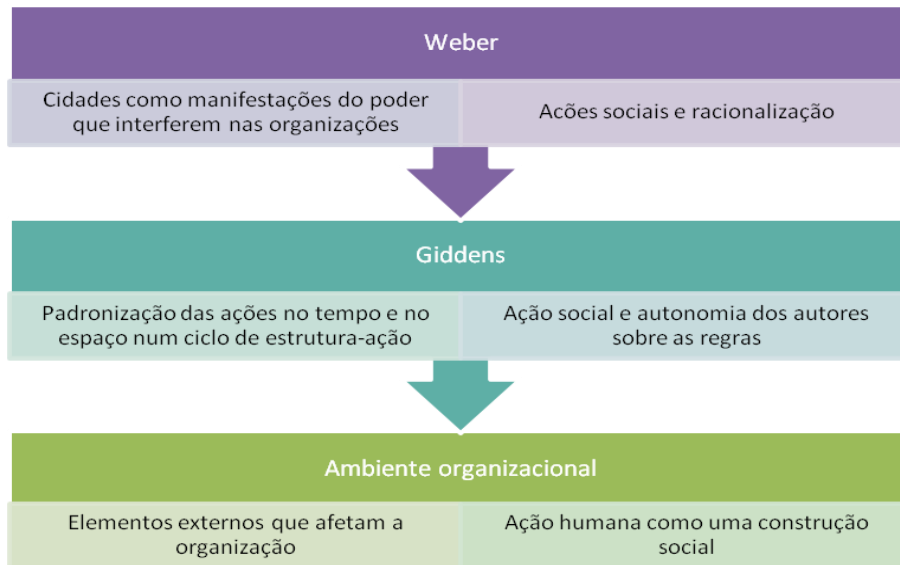 Weber
Cidades como manifestações do poder
que interferem nas organizações
Acões sociais e racionalização
Giddens
Padronização das ações no tempo e no
espaço num ciclo de estrutura-ação
Ação social e autonomia dos autores
sobre as regras
Ambiente organizacional
Elementos externos que afetam a
organização
Ação humana como uma construção
social